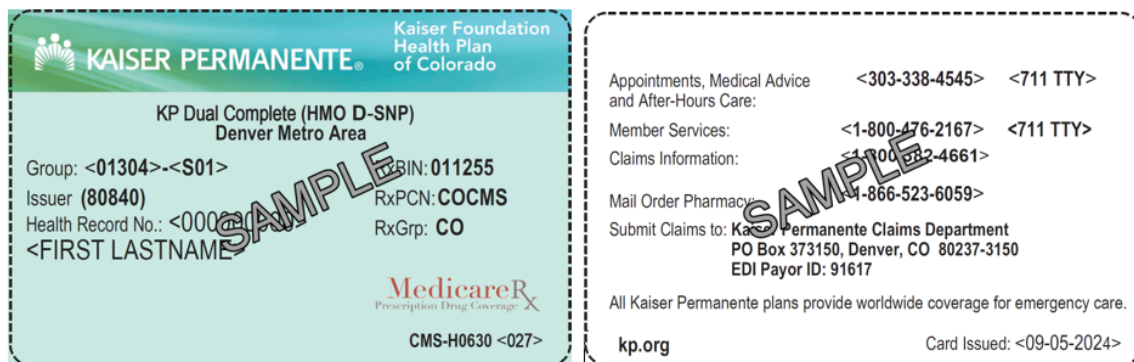 KAISER PERMANENTE®
Kaiser Foundation
Health Plan
of Colorado
KP Dual Complete (HMO D-SNP)
Denver Metro Area
Group: <01304>-<S01>
Issuer (80840)
Health Record No.:
<FIRST LASTNAME>
RxBIN: 011255
RxPCN: COCMS
RxGrp: CO
SAMPLE
MedicareRx
Prescription Drug Coverage
CMS-H0630 <027>
Appointments, Medical Advice <303-338-4545> <711 TTY>
and After-Hours Care:
Member Services: <1-800-476-2167> <711 TTY>
Claims Information:
Mail Order Pharmacy: <1-866-523-6059>
Submit Claims to: Kaiser Permanente Claims Department
PO Box 373150, Denver, CO 80237-3150
EDI Payor ID: 91617
SAMPLE
All Kaiser Permanente plans provide worldwide coverage for emergency care.
kp.org Card Issued: <09-05-2024>